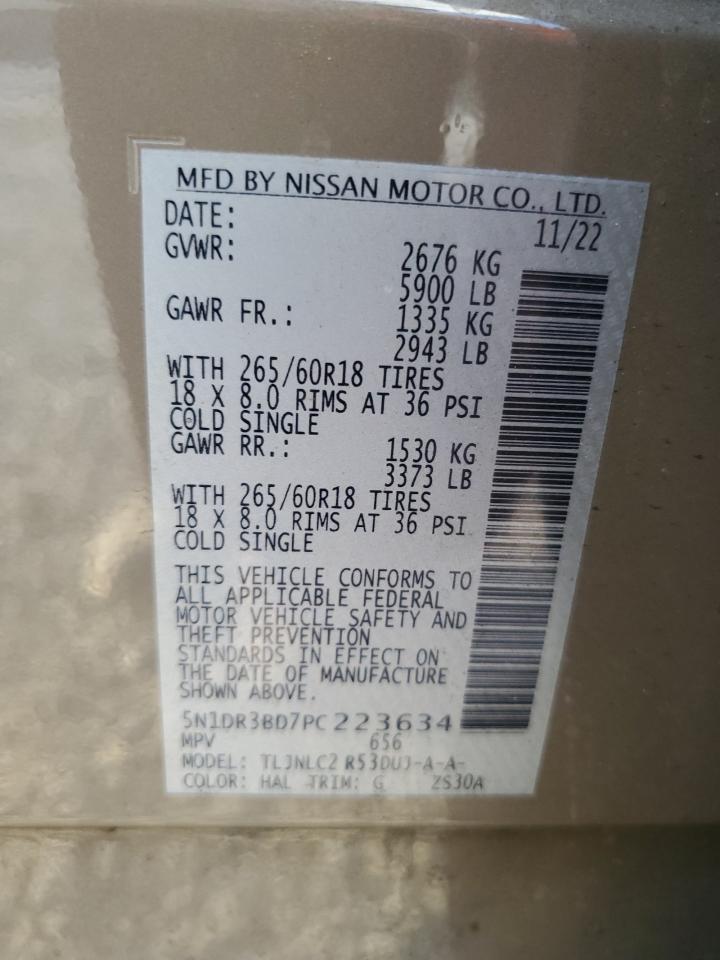 MFD BY NISSAN MOTOR CO., LTD.
DATE: 11/22
GVWR: 2676 KG
5900 LB
GAWR FR.: 1335 KG
2943 LB
WITH 265/60R18 TIRES
18 X 8.0 RIMS AT 36 PSI
COLD SINGLE
GAWR RR.: 1530 KG
3373 LB
WITH 265/60R18 TIRES
18 X 8.0 RIMS AT 36 PSI
COLD SINGLE
THIS VEHICLE CONFORMS TO
ALL APPLICABLE FEDERAL
MOTOR VEHICLE SAFETY AND
THEFT PREVENTION
STANDARDS IN EFFECT ON
THE DATE OF MANUFACTURE
SHOWN ABOVE.
5N1DR3BD7PC223634
MPV 656
MODEL: TLJNLC2 R53DUJ-A-A-
COLOR: HAL TRIM: G ZS30A